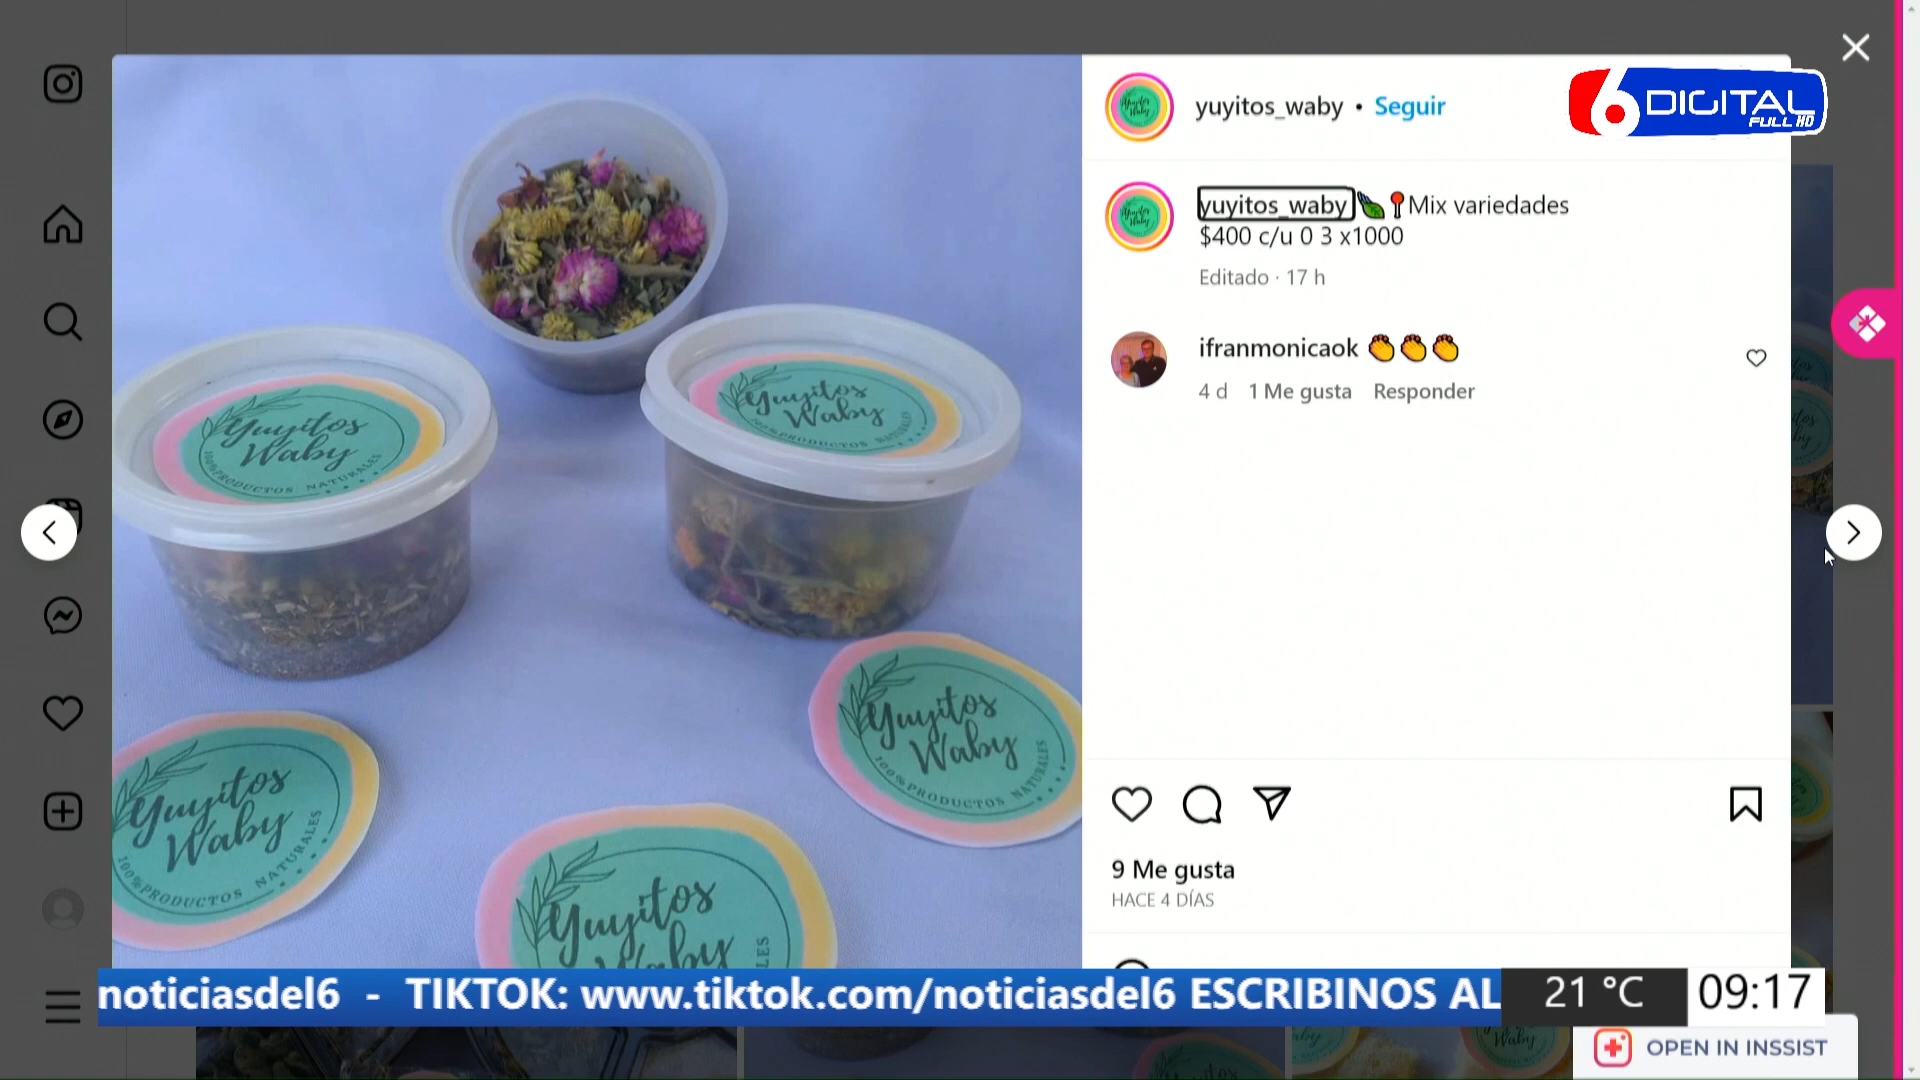 yuyitos_waby • Seguir
6 DIGITAL
FULL HD
yuyitos_waby Mix variedades
$400 c/u 0 3 x1000
Editado · 17 h
ifranmonicaok
4 d 1 Me gusta Responder
Yuyitos
Waby
100% PRODUCTOS NATURALES
Yuyitos
Waby
100% PRODUCTOS NATURALES
Yuyitos
Waby
100% PRODUCTOS NATURALES
Yuyitos
Waby
100% PRODUCTOS NATURALES
Yuyitos
Waby
9 Me gusta
HACE 4 DÍAS
noticiasdel6 - TIKTOK: www.tiktok.com/noticiasdel6 ESCRIBINOS AL
21 °C
09:17
OPEN IN INSSIST